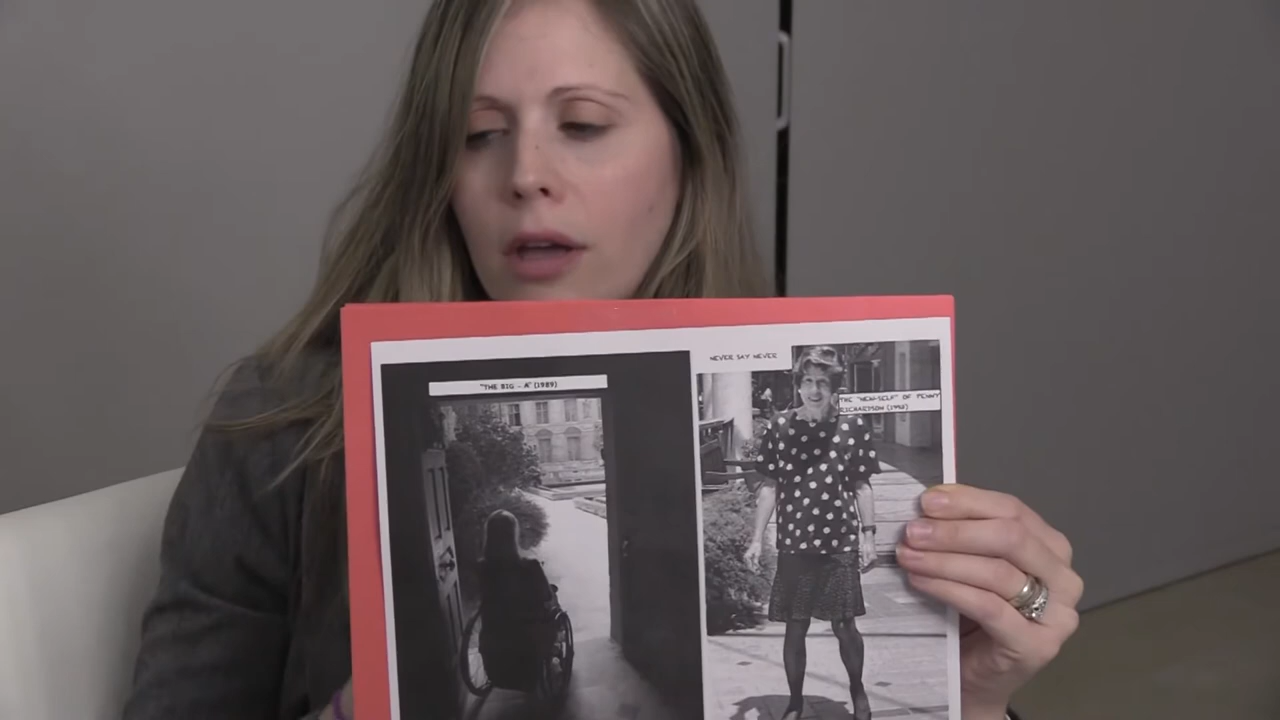 "THE BIG - A" (1989)
NEVER SAY NEVER
THE "NEW-SELF" OF PENNY
RICHARDSON (1992)